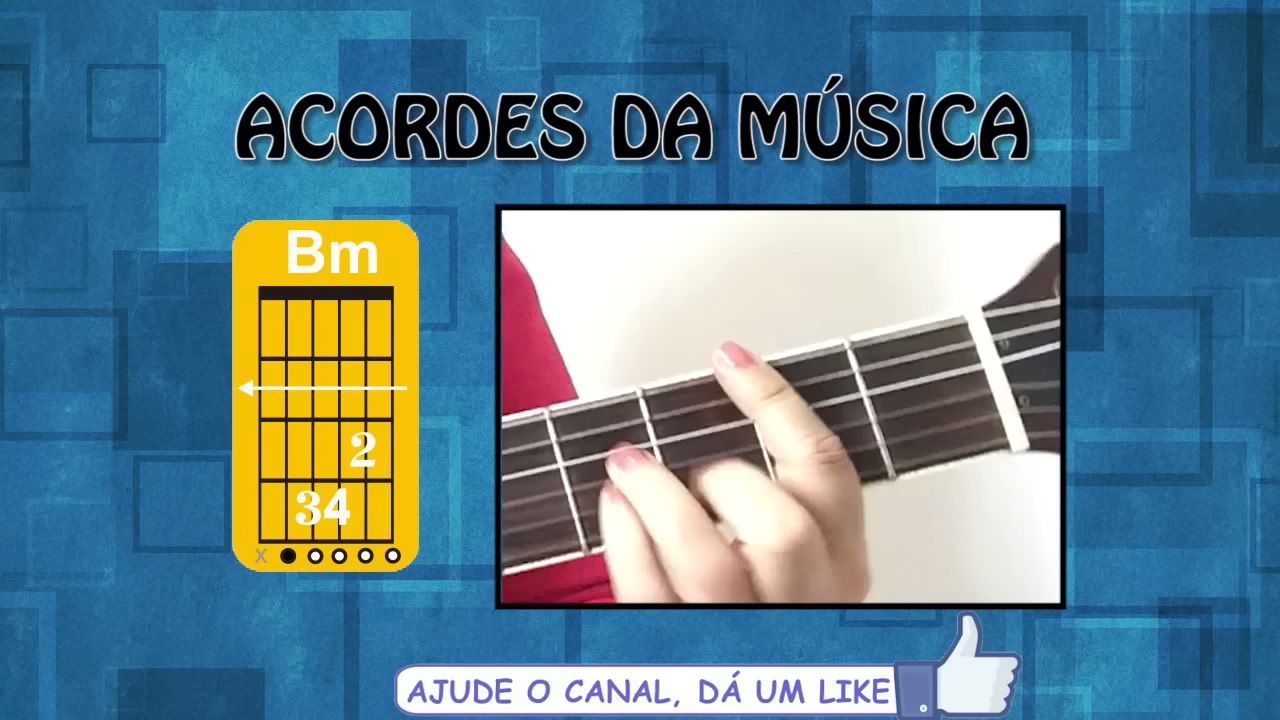 ACORDES DA MÚSICA
Bm
2
34
X
AJUDE O CANAL, DÁ UM LIKE